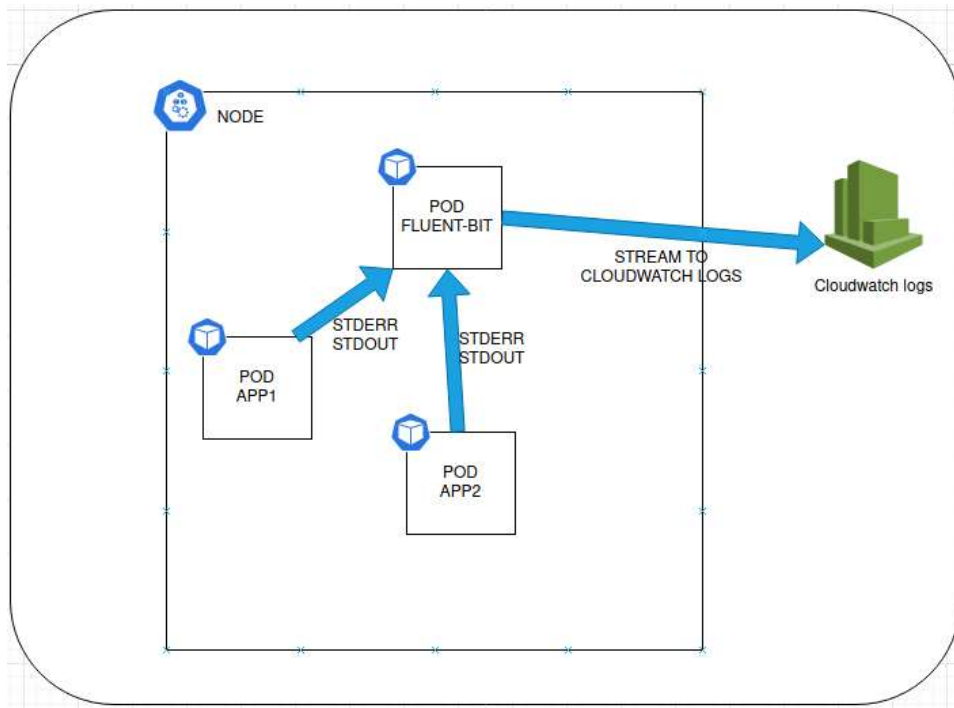 NODE
POD
FLUENT-BIT
STREAM TO
CLOUDWATCH LOGS
Cloudwatch logs
STDERR
STDOUT
STDERR
STDOUT
POD
APP1
POD
APP2